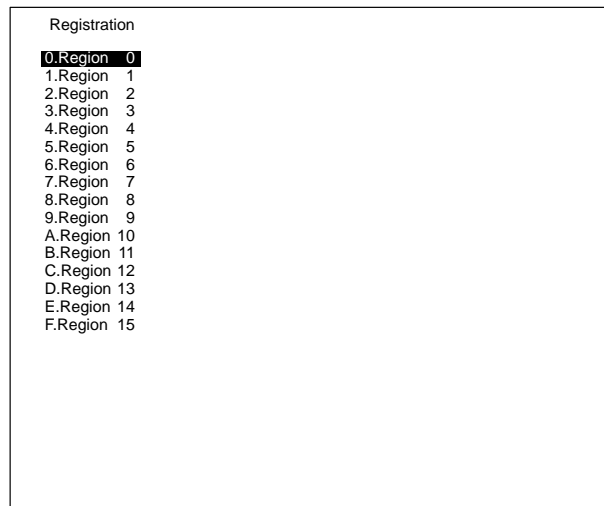 Registration
0.Region 0
1.Region 1
2.Region 2
3.Region 3
4.Region 4
5.Region 5
6.Region 6
7.Region 7
8.Region 8
9.Region 9
A.Region 10
B.Region 11
C.Region 12
D.Region 13
E.Region 14
F.Region 15